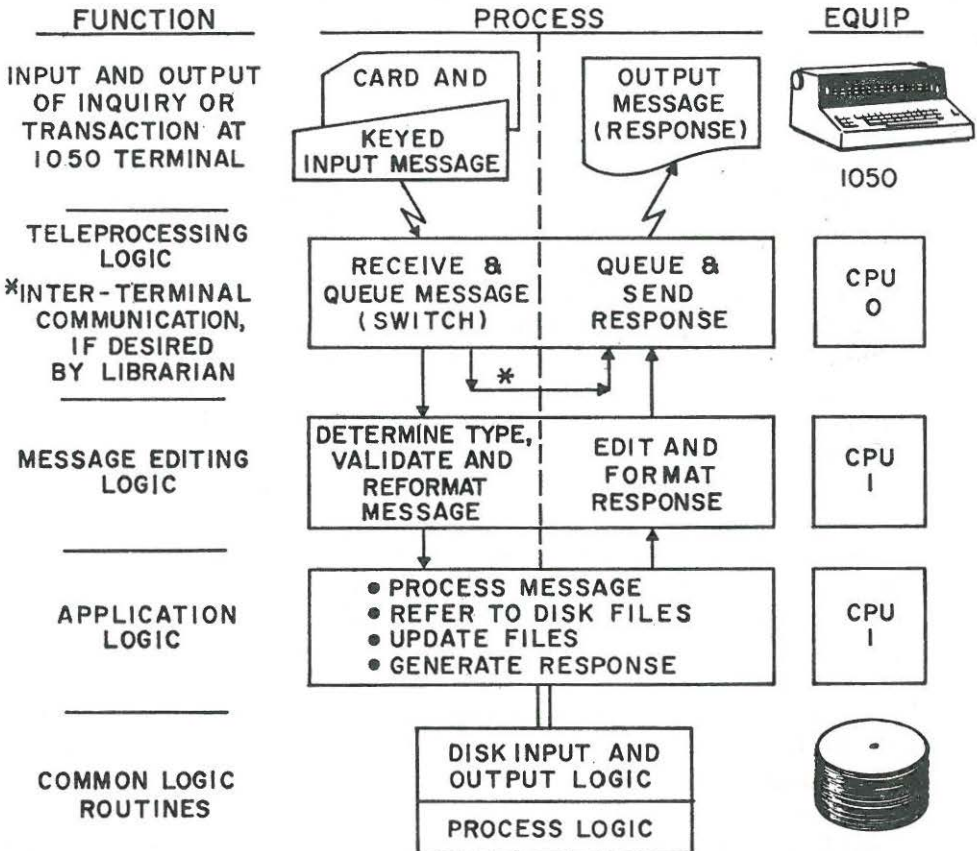 FUNCTION
PROCESS
EQUIP
INPUT AND OUTPUT
OF INQUIRY OR
TRANSACTION AT
1050 TERMINAL
CARD AND
KEYED
INPUT MESSAGE
OUTPUT
MESSAGE
(RESPONSE)
1050
TELEPROCESSING
LOGIC
*INTER-TERMINAL
COMMUNICATION,
IF DESIRED
BY LIBRARIAN
RECEIVE &
QUEUE MESSAGE
(SWITCH)
QUEUE &
SEND
RESPONSE
CPU
0
*
MESSAGE EDITING
LOGIC
DETERMINE TYPE,
VALIDATE AND
REFORMAT
MESSAGE
EDIT AND
FORMAT
RESPONSE
CPU
1
APPLICATION
LOGIC
• PROCESS MESSAGE
• REFER TO DISK FILES
• UPDATE FILES
• GENERATE RESPONSE
CPU
1
COMMON LOGIC
ROUTINES
DISK INPUT AND
OUTPUT LOGIC
PROCESS LOGIC